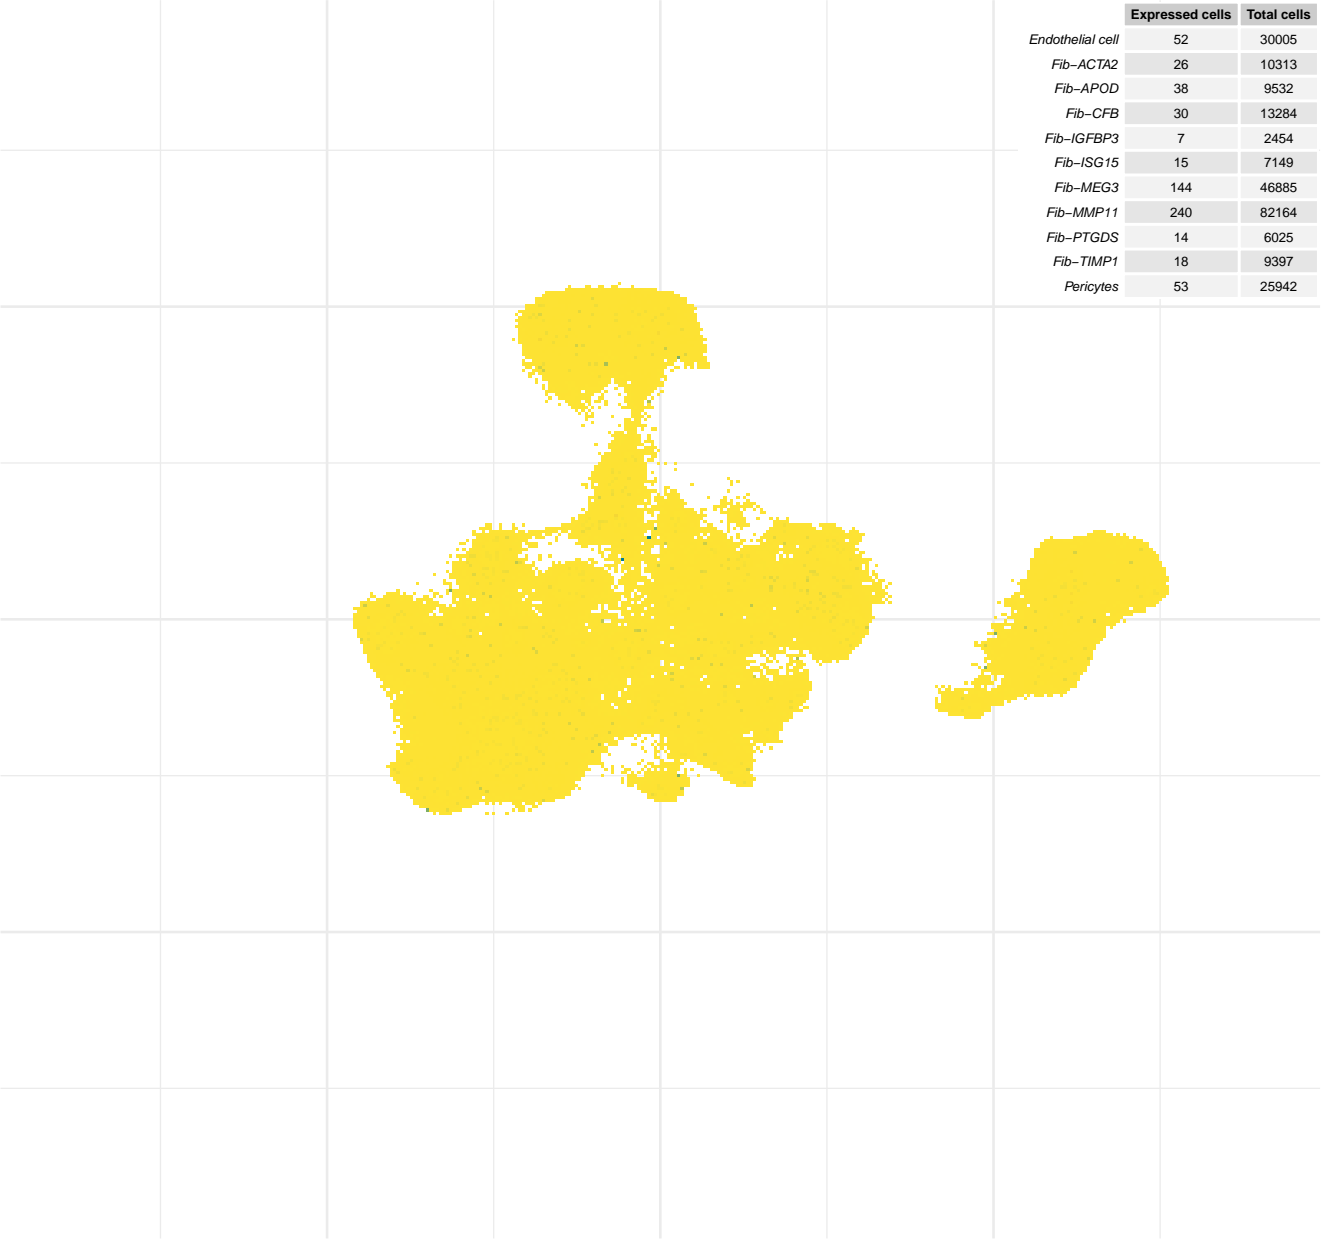 Expressed cells Total cells
Endothelial cell 52 30005
Fib−ACTA2 26 10313
Fib−APOD 38 9532
Fib−CFB 30 13284
Fib−IGFBP3 7 2454
Fib−ISG15 15 7149
Fib−MEG3 144 46885
Fib−MMP11 240 82164
Fib−PTGDS 14 6025
Fib−TIMP1 18 9397
Pericytes 53 25942